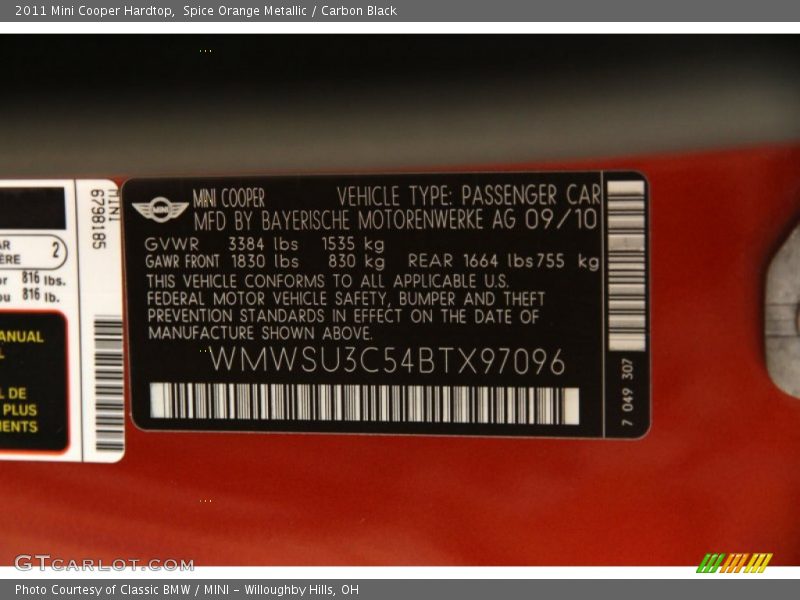 2011 Mini Cooper Hardtop, Spice Orange Metallic / Carbon Black
MINI
6798185
2
816 lbs.
816 lb.
ANUAL
L DE
PLUS
MENTS
MINI
MINI COOPER VEHICLE TYPE: PASSENGER CAR
MFD BY BAYERISCHE MOTORENWERKE AG 09/10
GVWR 3384 lbs 1535 kg
GAWR FRONT 1830 lbs 830 kg REAR 1664 lbs 755 kg
THIS VEHICLE CONFORMS TO ALL APPLICABLE U.S.
FEDERAL MOTOR VEHICLE SAFETY, BUMPER AND THEFT
PREVENTION STANDARDS IN EFFECT ON THE DATE OF
MANUFACTURE SHOWN ABOVE.
WMWSU3C54BTX97096
7 049 307
GTCARLOT.COM
Photo Courtesy of Classic BMW / MINI - Willoughby Hills, OH